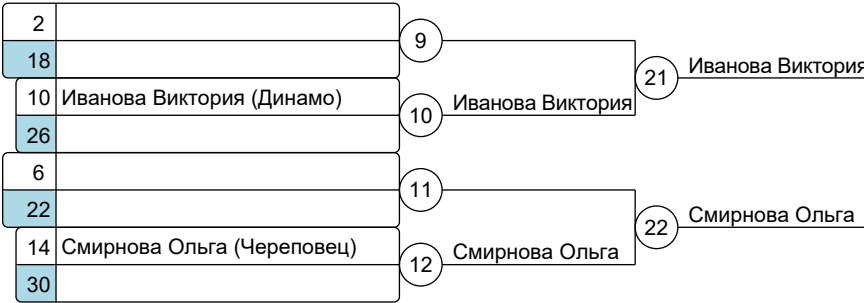 2
9
18
21 Иванова Виктория
10 Иванова Виктория (Динамо)
10 Иванова Виктория
26
6
11
22
22 Смирнова Ольга
14 Смирнова Ольга (Череповец)
12 Смирнова Ольга
30